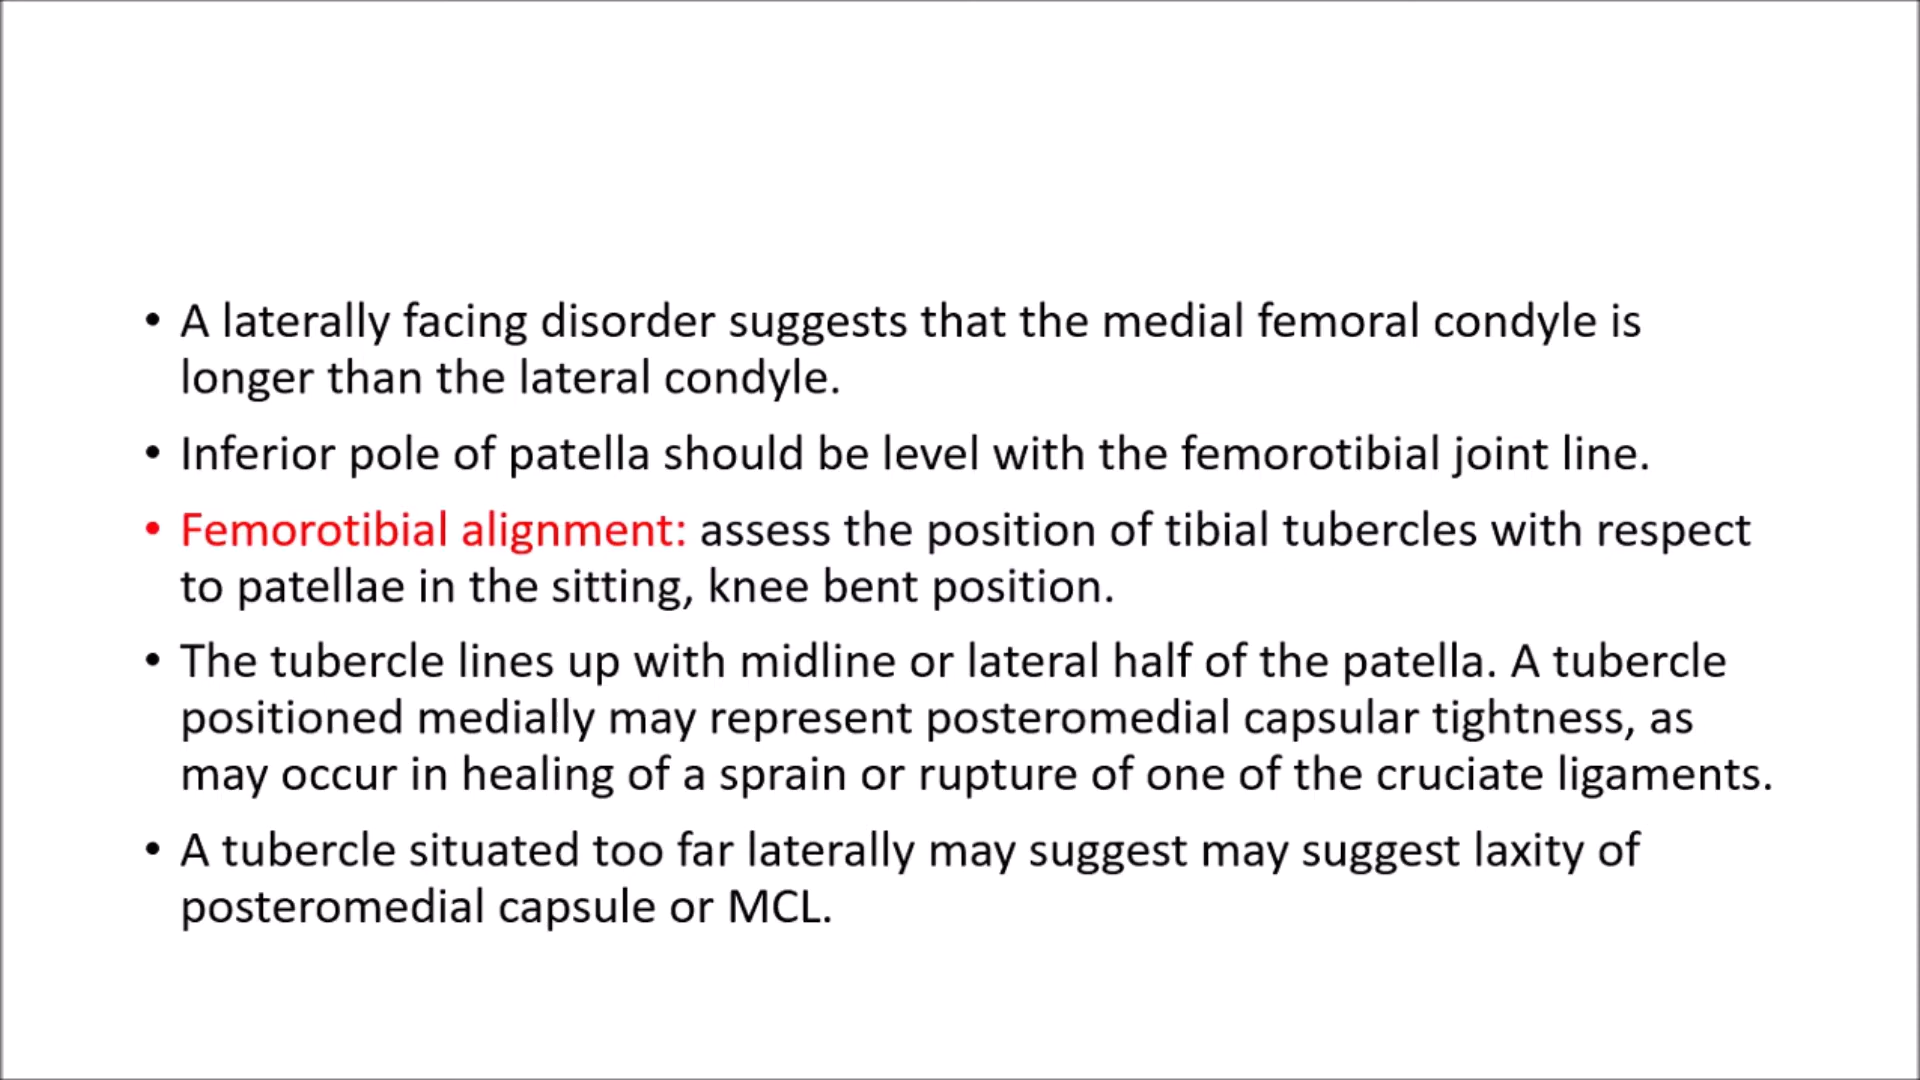 • A laterally facing disorder suggests that the medial femoral condyle is
longer than the lateral condyle.
• Inferior pole of patella should be level with the femorotibial joint line.
• Femorotibial alignment: assess the position of tibial tubercles with respect
to patellae in the sitting, knee bent position.
• The tubercle lines up with midline or lateral half of the patella. A tubercle
positioned medially may represent posteromedial capsular tightness, as
may occur in healing of a sprain or rupture of one of the cruciate ligaments.
• A tubercle situated too far laterally may suggest may suggest laxity of
posteromedial capsule or MCL.